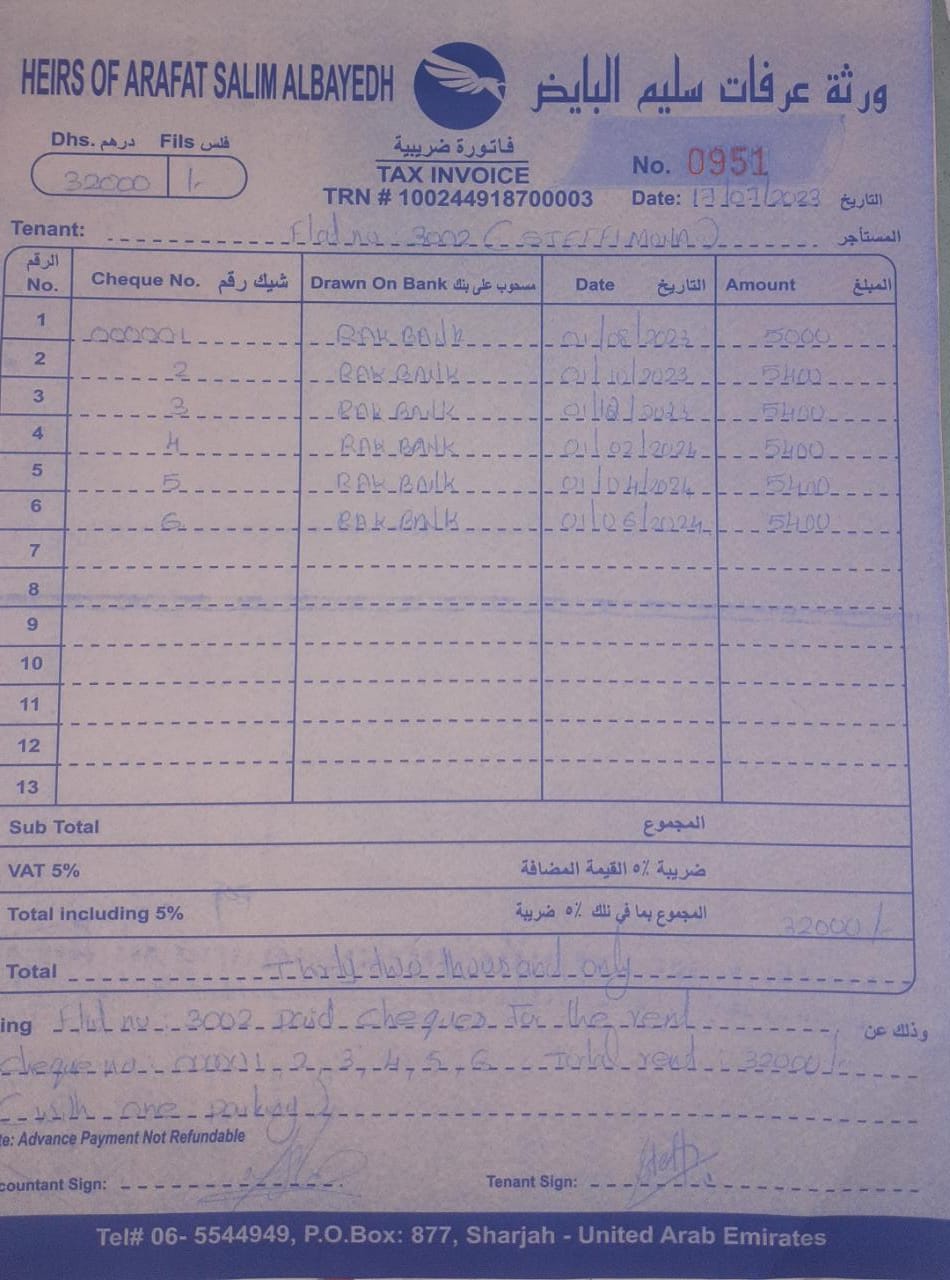 HEIRS OF ARAFAT SALIM ALBAYEDH ورثة عرفات سليم البايض
Dhs. درهم Fils فلس
32000 /-
فاتورة ضريبية
TAX INVOICE
No. 0951
TRN # 100244918700003
Date: 17/07/2023 التاريخ
Tenant: Flat no 3002 (STEFFI MONA) المستأجر
الرقم No. Cheque No. شيك رقم Drawn On Bank مسحوب على بنك Date التاريخ Amount المبلغ
1 000001 RAK BANK 01/08/2023 5000
2 2 RAK BANK 01/10/2023 5400
3 3 RAK BANK 01/12/2023 5400
4 4 RAK BANK 01/02/2024 5400
5 5 RAK BANK 01/04/2024 5400
6 6 RAK BANK 01/06/2024 5400
7
8
9
10
11
12
13
Sub Total المجموع
VAT 5% ضريبة ٥٪ القيمة المضافة
Total including 5% المجموع بما في ذلك ٥٪ ضريبة 32000/-
Total Thirty two thousand only
ing Flat no: 3002 paid cheques for the rent وذلك عن
cheque no: 000001, 2, 3, 4, 5, 6 Total rent: 32000/-
(with one parking)
te: Advance Payment Not Refundable
countant Sign: Tenant Sign:
Tel# 06- 5544949, P.O.Box: 877, Sharjah - United Arab Emirates